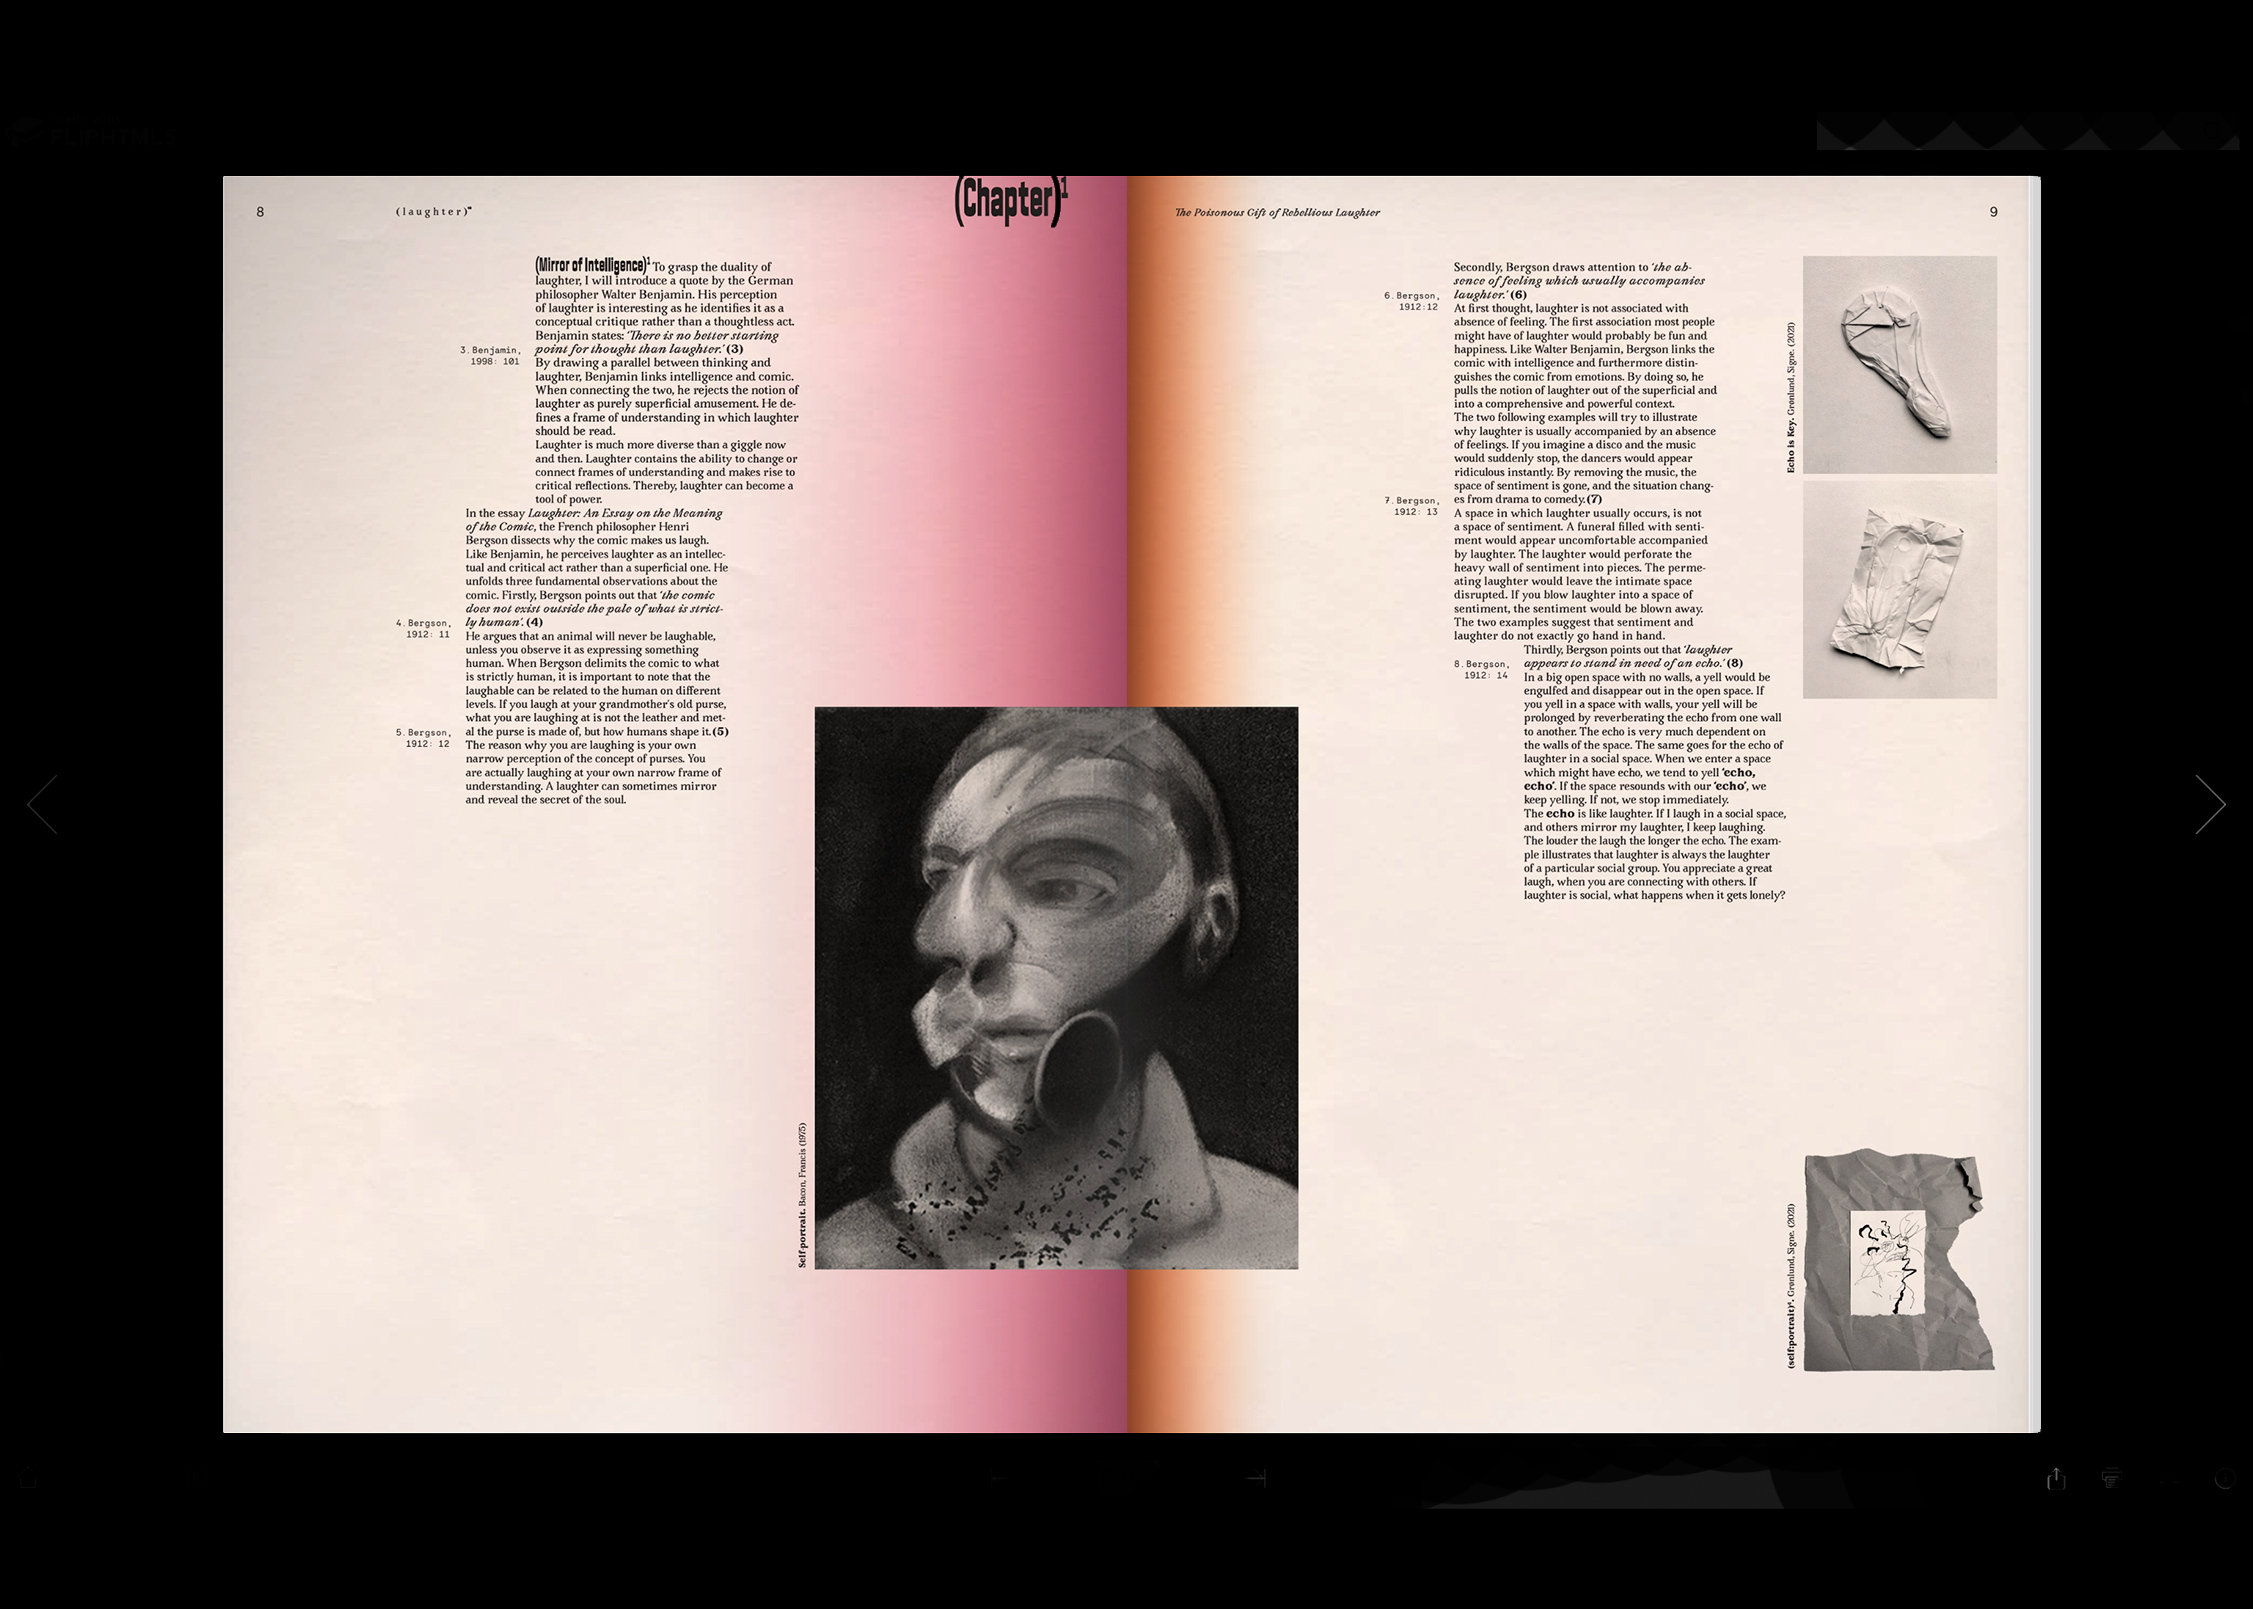 FLIPHTML5
8
(laughter)"
(Chapter)1
(Mirror of Intelligence)1 To grasp the duality of
laughter, I will introduce a quote by the German
philosopher Walter Benjamin. His perception
of laughter is interesting as he identifies it as a
conceptual critique rather than a thoughtless act.
Benjamin states: 'There is no better starting
point for thought than laughter.' (3)
3. Benjamin,
1998: 101
By drawing a parallel between thinking and
laughter, Benjamin links intelligence and comic.
When connecting the two, he rejects the notion of
laughter as purely superficial amusement. He de-
fines a frame of understanding in which laughter
should be read.
Laughter is much more diverse than a giggle now
and then. Laughter contains the ability to change or
connect frames of understanding and makes rise to
critical reflections. Thereby, laughter can become a
tool of power.
In the essay Laughter: An Essay on the Meaning
of the Comic, the French philosopher Henri
Bergson dissects why the comic makes us laugh.
Like Benjamin, he perceives laughter as an intellec-
tual and critical act rather than a superficial one. He
unfolds three fundamental observations about the
comic. Firstly, Bergson points out that 'the comic
does not exist outside the pale of what is strict-
ly human'. (4)
4. Bergson,
1912: 11
He argues that an animal will never be laughable,
unless you observe it as expressing something
human. When Bergson delimits the comic to what
is strictly human, it is important to note that the
laughable can be related to the human on different
levels. If you laugh at your grandmother's old purse,
what you are laughing at is not the leather and met-
al the purse is made of, but how humans shape it. (5)
5. Bergson,
1912: 12
The reason why you are laughing is your own
narrow perception of the concept of purses. You
are actually laughing at your own narrow frame of
understanding. A laughter can sometimes mirror
and reveal the secret of the soul.
Self-portrait. Bacon, Francis (1975)
The Poisonous Gift of Rebellious Laughter
9
Secondly, Bergson draws attention to 'the ab-
sence of feeling which usually accompanies
laughter.' (6)
6. Bergson,
1912:12
At first thought, laughter is not associated with
absence of feeling. The first association most people
might have of laughter would probably be fun and
happiness. Like Walter Benjamin, Bergson links the
comic with intelligence and furthermore distin-
guishes the comic from emotions. By doing so, he
pulls the notion of laughter out of the superficial and
into a comprehensive and powerful context.
The two following examples will try to illustrate
why laughter is usually accompanied by an absence
of feelings. If you imagine a disco and the music
would suddenly stop, the dancers would appear
ridiculous instantly. By removing the music, the
space of sentiment is gone, and the situation chang-
es from drama to comedy. (7)
7. Bergson,
1912: 13
A space in which laughter usually occurs, is not
a space of sentiment. A funeral filled with senti-
ment would appear uncomfortable accompanied
by laughter. The laughter would perforate the
heavy wall of sentiment into pieces. The perme-
ating laughter would leave the intimate space
disrupted. If you blow laughter into a space of
sentiment, the sentiment would be blown away.
The two examples suggest that sentiment and
laughter do not exactly go hand in hand.
Thirdly, Bergson points out that 'laughter
appears to stand in need of an echo.' (8)
8. Bergson,
1912: 14
In a big open space with no walls, a yell would be
engulfed and disappear out in the open space. If
you yell in a space with walls, your yell will be
prolonged by reverberating the echo from one wall
to another. The echo is very much dependent on
the walls of the space. The same goes for the echo of
laughter in a social space. When we enter a space
which might have echo, we tend to yell 'echo,
echo'. If the space resounds with our 'echo', we
keep yelling. If not, we stop immediately.
The echo is like laughter. If I laugh in a social space,
and others mirror my laughter, I keep laughing.
The louder the laugh the longer the echo. The exam-
ple illustrates that laughter is always the laughter
of a particular social group. You appreciate a great
laugh, when you are connecting with others. If
laughter is social, what happens when it gets lonely?
Echo is Key. Grønlund, Signe. (2021)
(self:portrait)⁴. Grønlund, Signe. (2021)